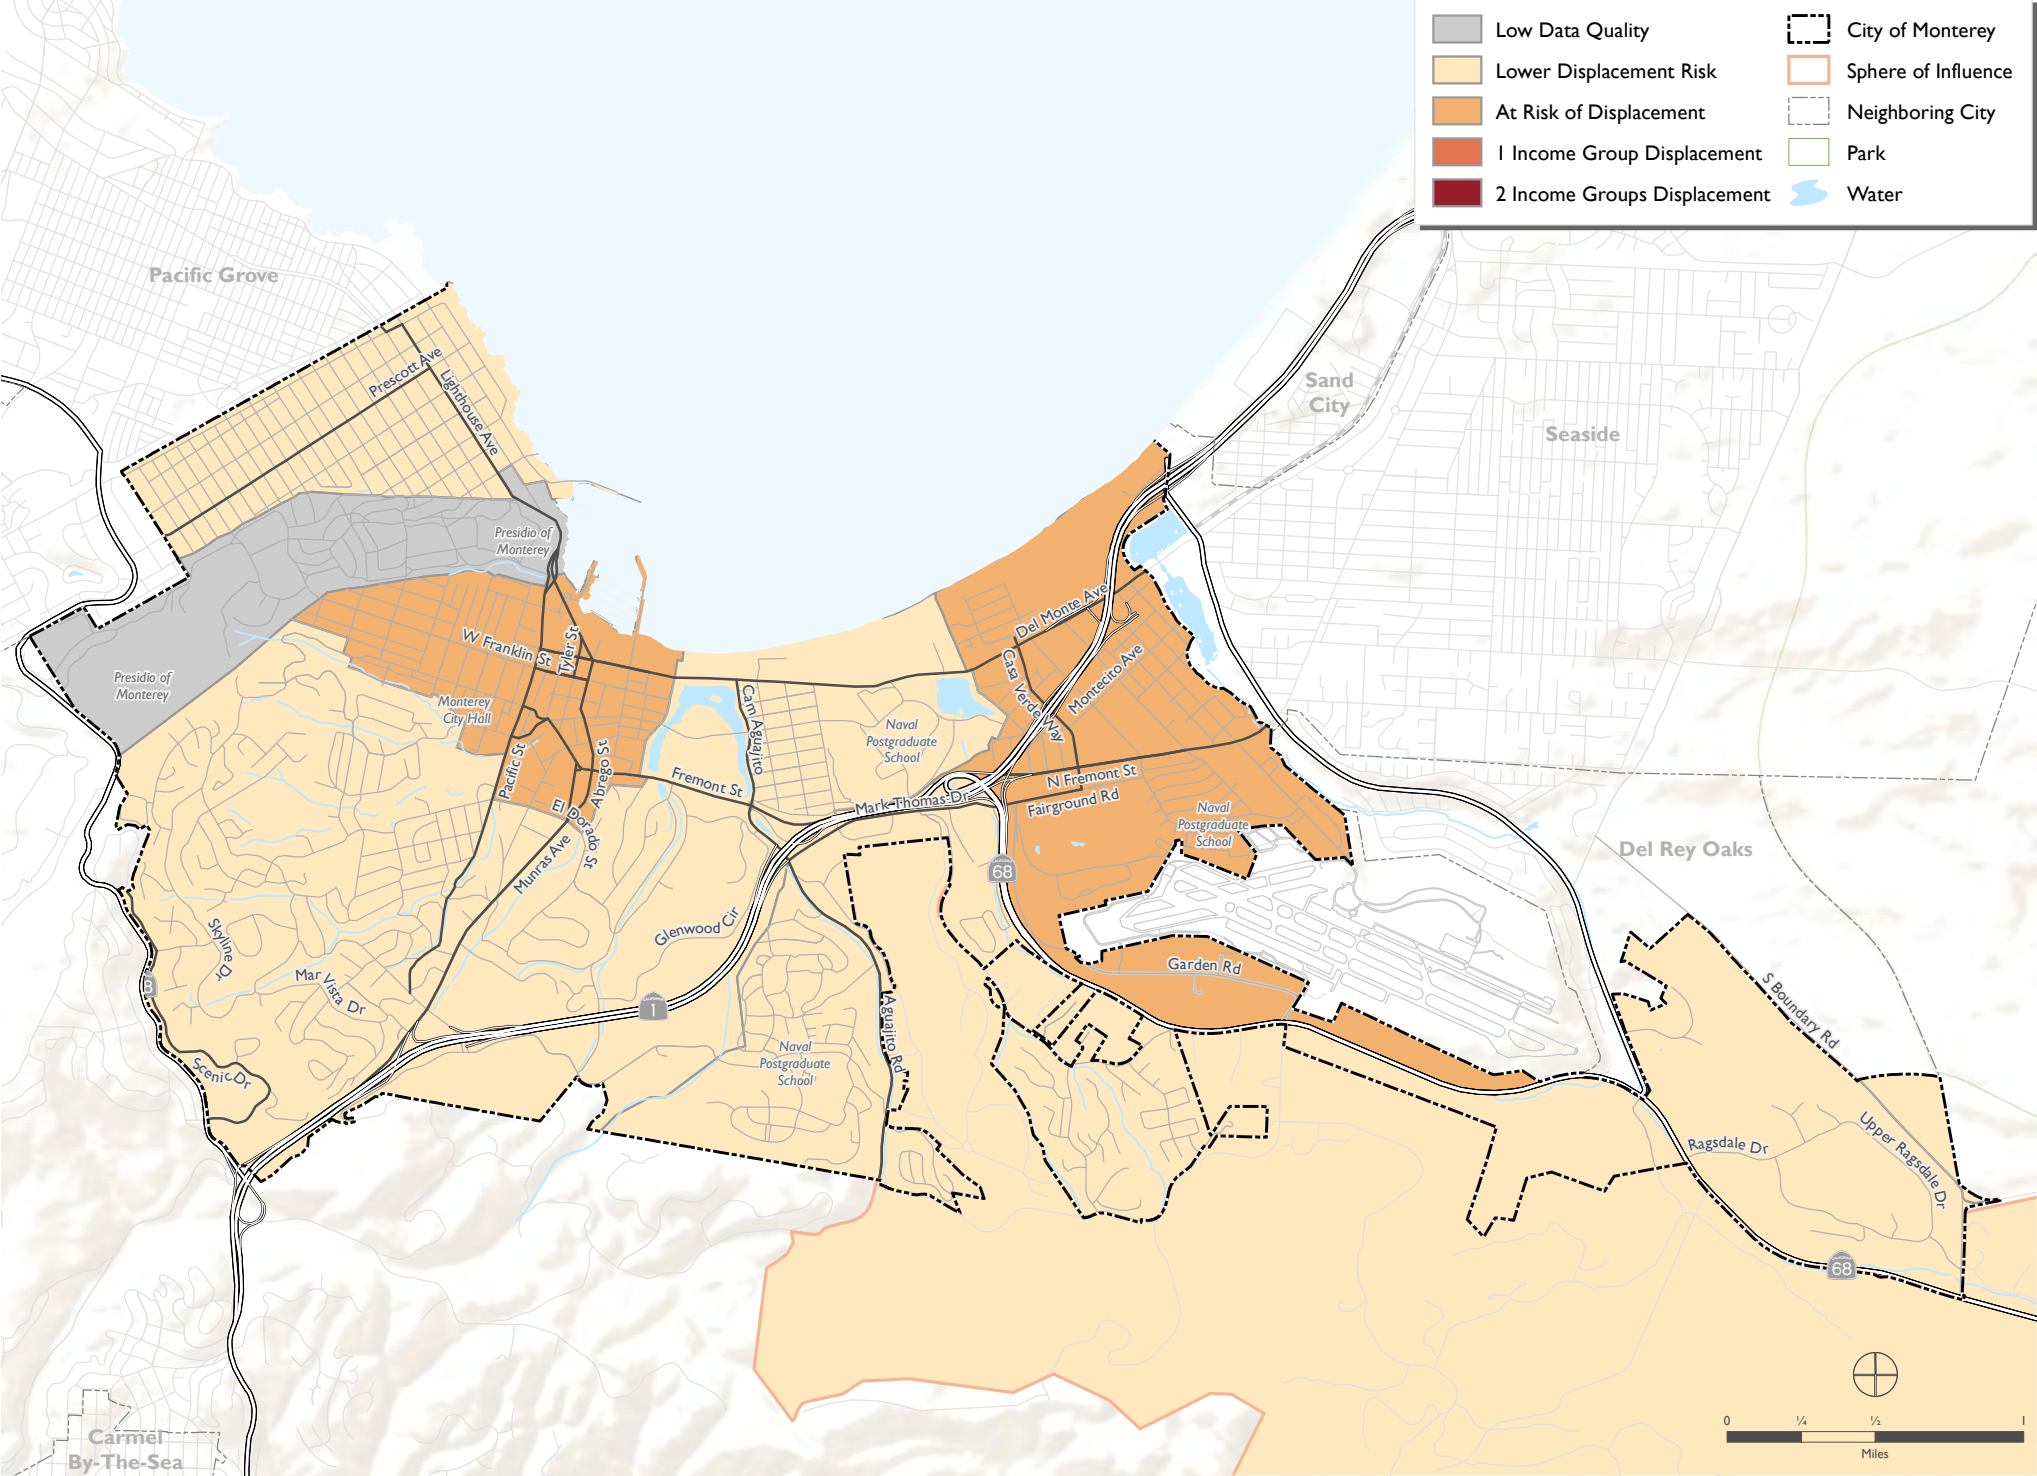 Low Data Quality
Lower Displacement Risk
At Risk of Displacement
1 Income Group Displacement
2 Income Groups Displacement
City of Monterey
Sphere of Influence
Neighboring City
Park
Water
Pacific Grove
Sand
City
Seaside
Prescott Ave
Lighthouse Ave
Presidio of
Monterey
Presidio of
Monterey
W Franklin St
Tyler St
Monterey
City Hall
Pacific St
Abrego St
El Dorado St
Munras Ave
Fremont St
Cam Aguajito
Naval
Postgraduate
School
Mark Thomas Dr
Del Monte Ave
Casa Verde Way
Montecito Ave
N Fremont St
Fairground Rd
Naval
Postgraduate
School
Del Rey Oaks
68
Garden Rd
Glenwood Cir
Skyline Dr
Mar Vista Dr
Scenic Dr
1
Naval
Postgraduate
School
Aguajito Rd
S Boundary Rd
Upper Ragsdale Dr
Ragsdale Dr
68
Carmel
By-The-Sea
0 ¼ ½ 1
Miles